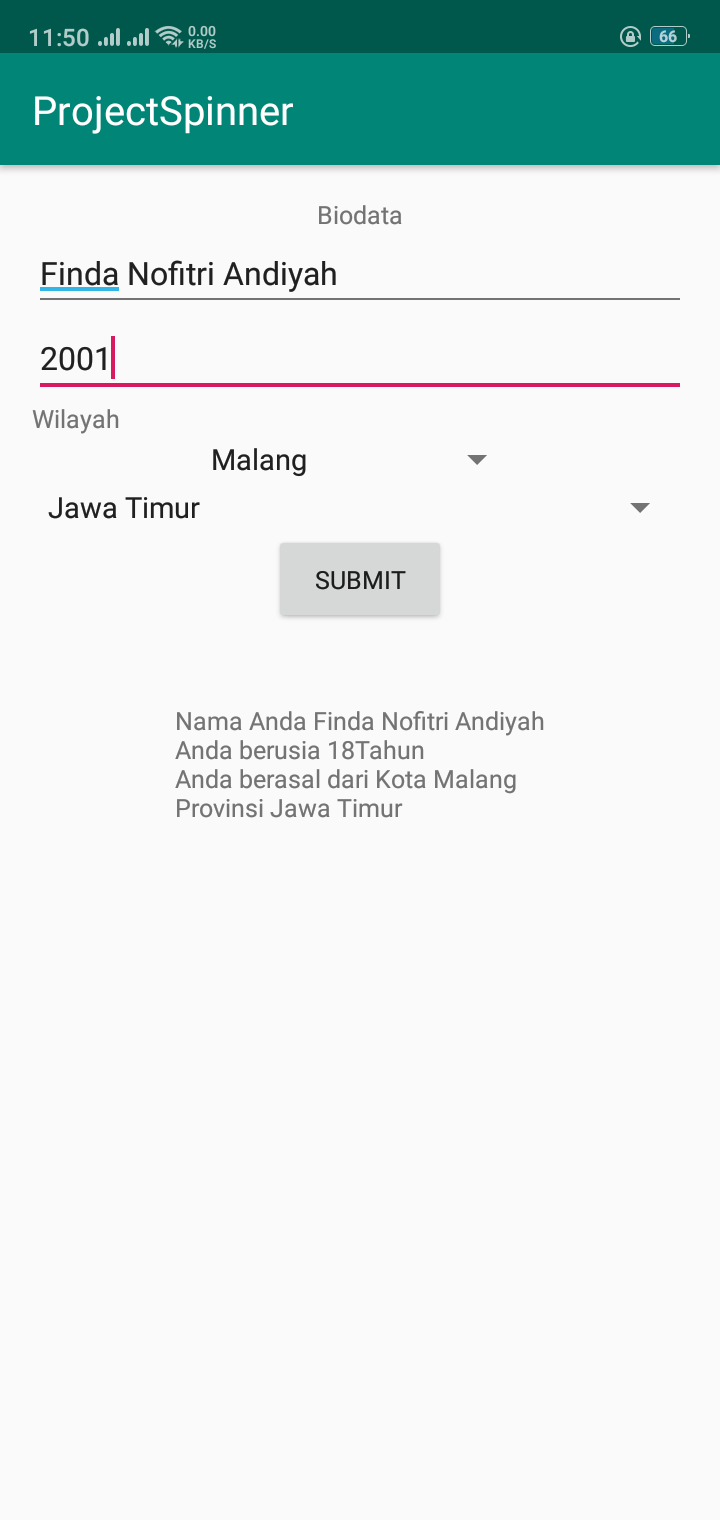 11:50 0.00 KB/S 66
ProjectSpinner
Biodata
Finda Nofitri Andiyah
2001
Wilayah
Malang
Jawa Timur
SUBMIT
Nama Anda Finda Nofitri Andiyah
Anda berusia 18Tahun
Anda berasal dari Kota Malang
Provinsi Jawa Timur